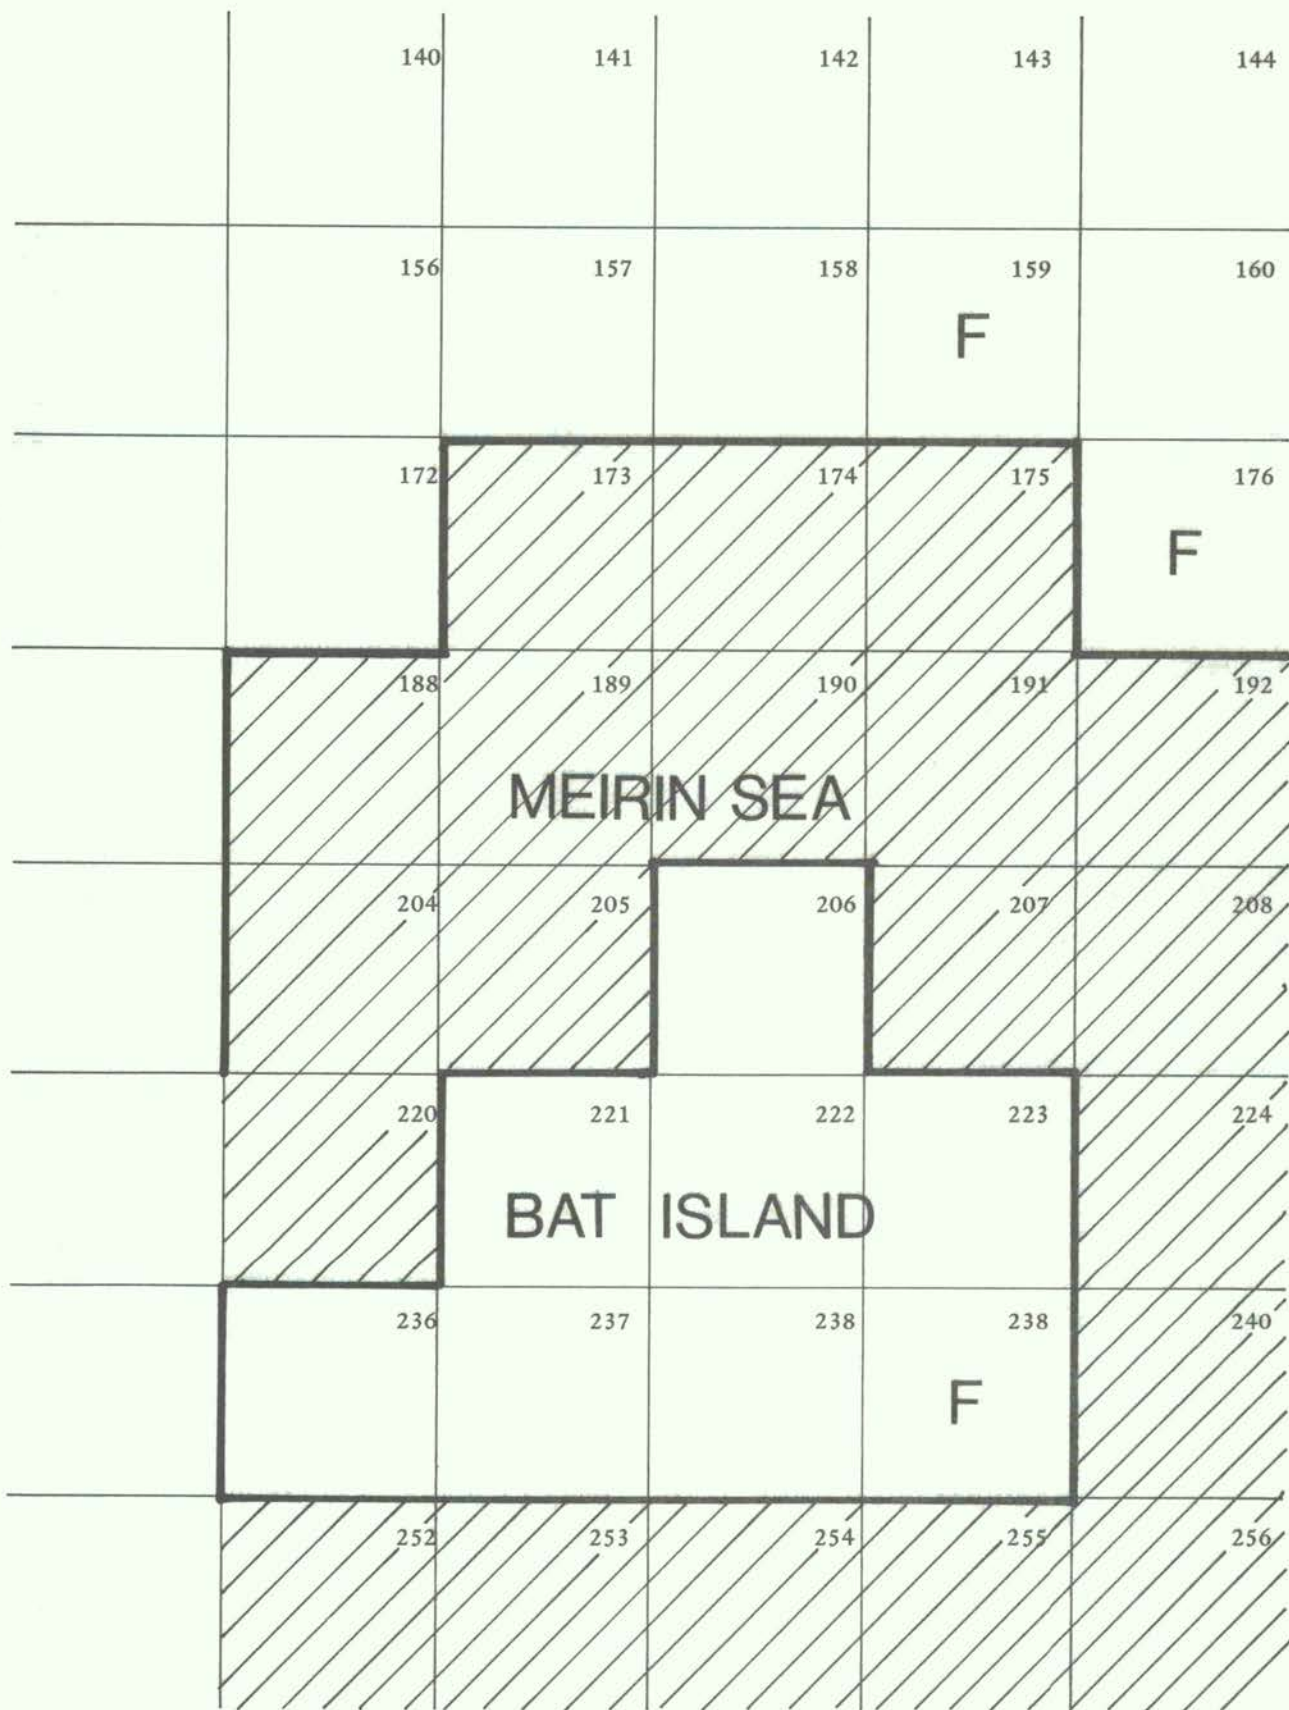 140 141 142 143 144
156 157 158 159 160
F
172 173 174 175 176
F
188 189 190 191 192
MEIRIN SEA
204 205 206 207 208
220 221 222 223 224
BAT ISLAND
236 237 238 238 240
F
252 253 254 255 256